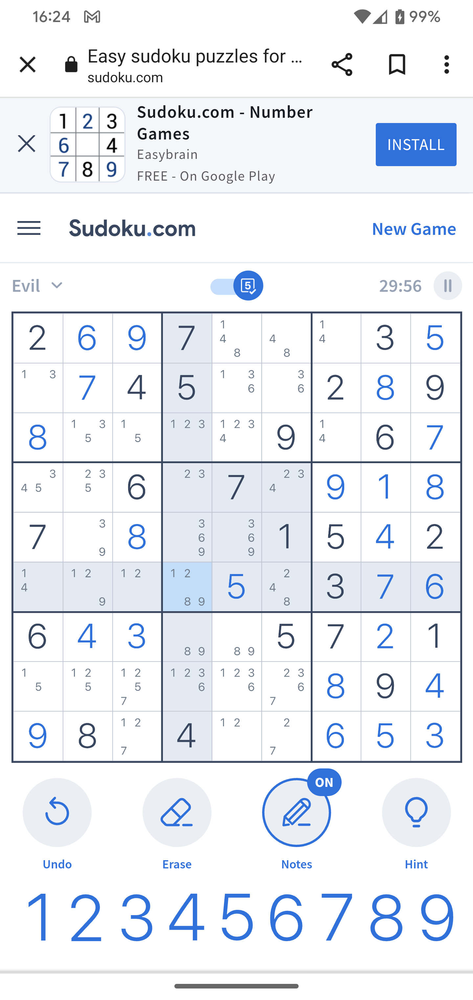 16:24 99%
Easy sudoku puzzles for ...
sudoku.com
1 2 3
6 4
7 8 9
Sudoku.com - Number
Games
Easybrain
FREE - On Google Play
INSTALL
Sudoku.com
New Game
Evil 5 29:56
2 6 9 7 1 4 8 4 8 1 4 3 5
1 3 7 4 5 1 3 6 3 6 2 8 9
8 1 3 5 1 5 1 2 3 1 2 3 4 9 1 4 6 7
3 4 5 2 3 5 6 2 3 7 2 3 4 9 1 8
7 3 9 8 3 6 9 3 6 9 1 5 4 2
1 4 1 2 9 1 2 1 2 8 9 5 2 4 8 3 7 6
6 4 3 8 9 8 9 5 7 2 1
1 5 1 2 5 1 2 5 7 1 2 3 6 1 2 3 6 2 3 6 7 8 9 4
9 8 1 2 7 4 1 2 2 7 6 5 3
ON
Undo Erase Notes Hint
1 2 3 4 5 6 7 8 9